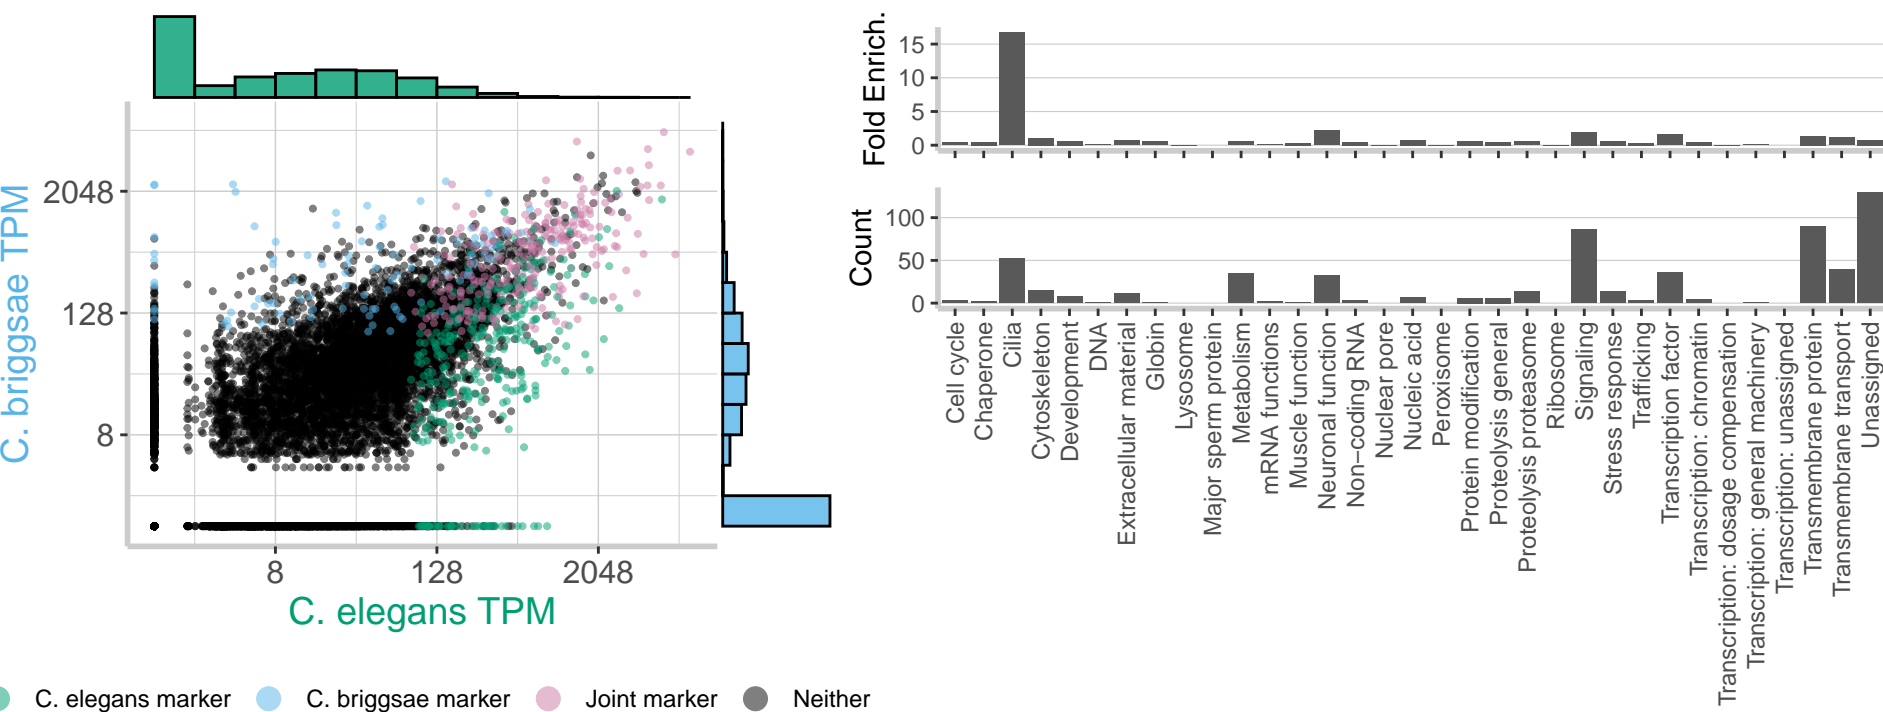 C. briggsae TPM
2048
128
8
8
128
2048
C. elegans TPM
C. elegans marker
C. briggsae marker
Joint marker
Neither
Fold Enrich.
15
10
5
0
Count
100
50
0
Cell cycle
Chaperone
Cilia
Cytoskeleton
Development
DNA
Extracellular material
Globin
Lysosome
Major sperm protein
Metabolism
mRNA functions
Muscle function
Neuronal function
Non−coding RNA
Nuclear pore
Nucleic acid
Peroxisome
Protein modification
Proteolysis general
Proteolysis proteasome
Ribosome
Signaling
Stress response
Trafficking
Transcription factor
Transcription: chromatin
Transcription: dosage compensation
Transcription: general machinery
Transcription: unassigned
Transmembrane protein
Transmembrane transport
Unassigned